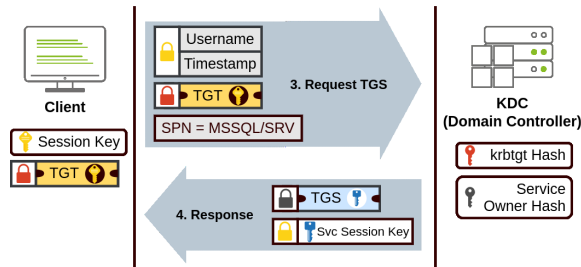 Client
Session Key
TGT
Username
Timestamp
TGT
SPN = MSSQL/SRV
3. Request TGS
4. Response
TGS
Svc Session Key
KDC
(Domain Controller)
krbtgt Hash
Service
Owner Hash